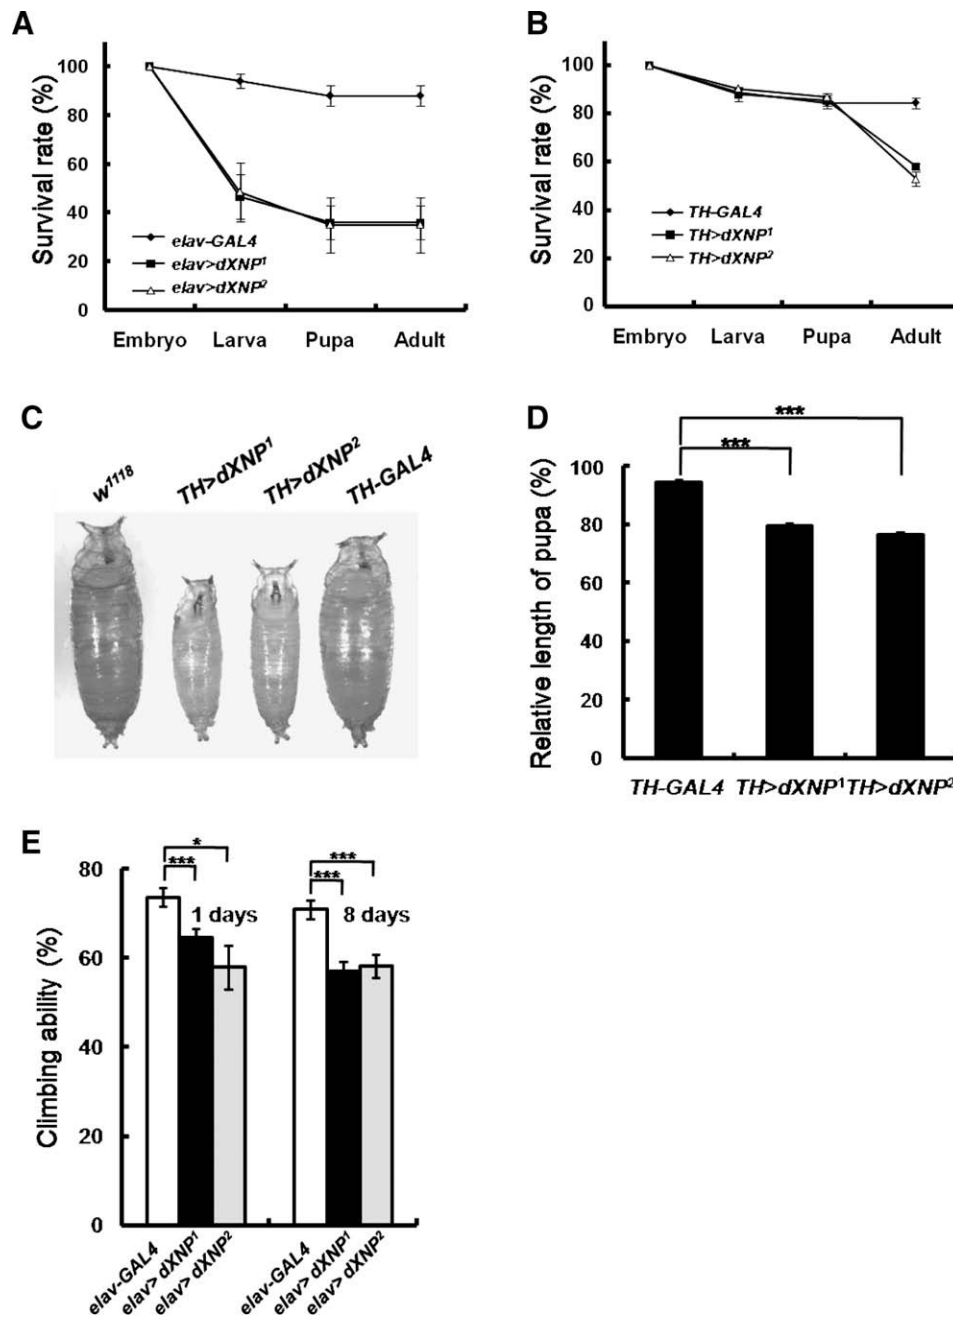 A
Survival rate (%)
100
80
60
40
20
0
elav-GAL4
elav>dXNP¹
elav>dXNP²
Embryo Larva Pupa Adult
B
Survival rate (%)
100
80
60
40
20
0
TH-GAL4
TH>dXNP¹
TH>dXNP²
Embryo Larva Pupa Adult
C
w¹¹¹⁸ TH>dXNP¹ TH>dXNP² TH-GAL4
D
Relative length of pupa (%)
100
80
60
40
20
0
***
***
TH-GAL4 TH>dXNP¹ TH>dXNP²
E
Climbing ability (%)
80
60
40
20
0
*
***
1 days
***
***
8 days
elav-GAL4
elav>dXNP¹
elav>dXNP²
elav-GAL4
elav>dXNP¹
elav>dXNP²